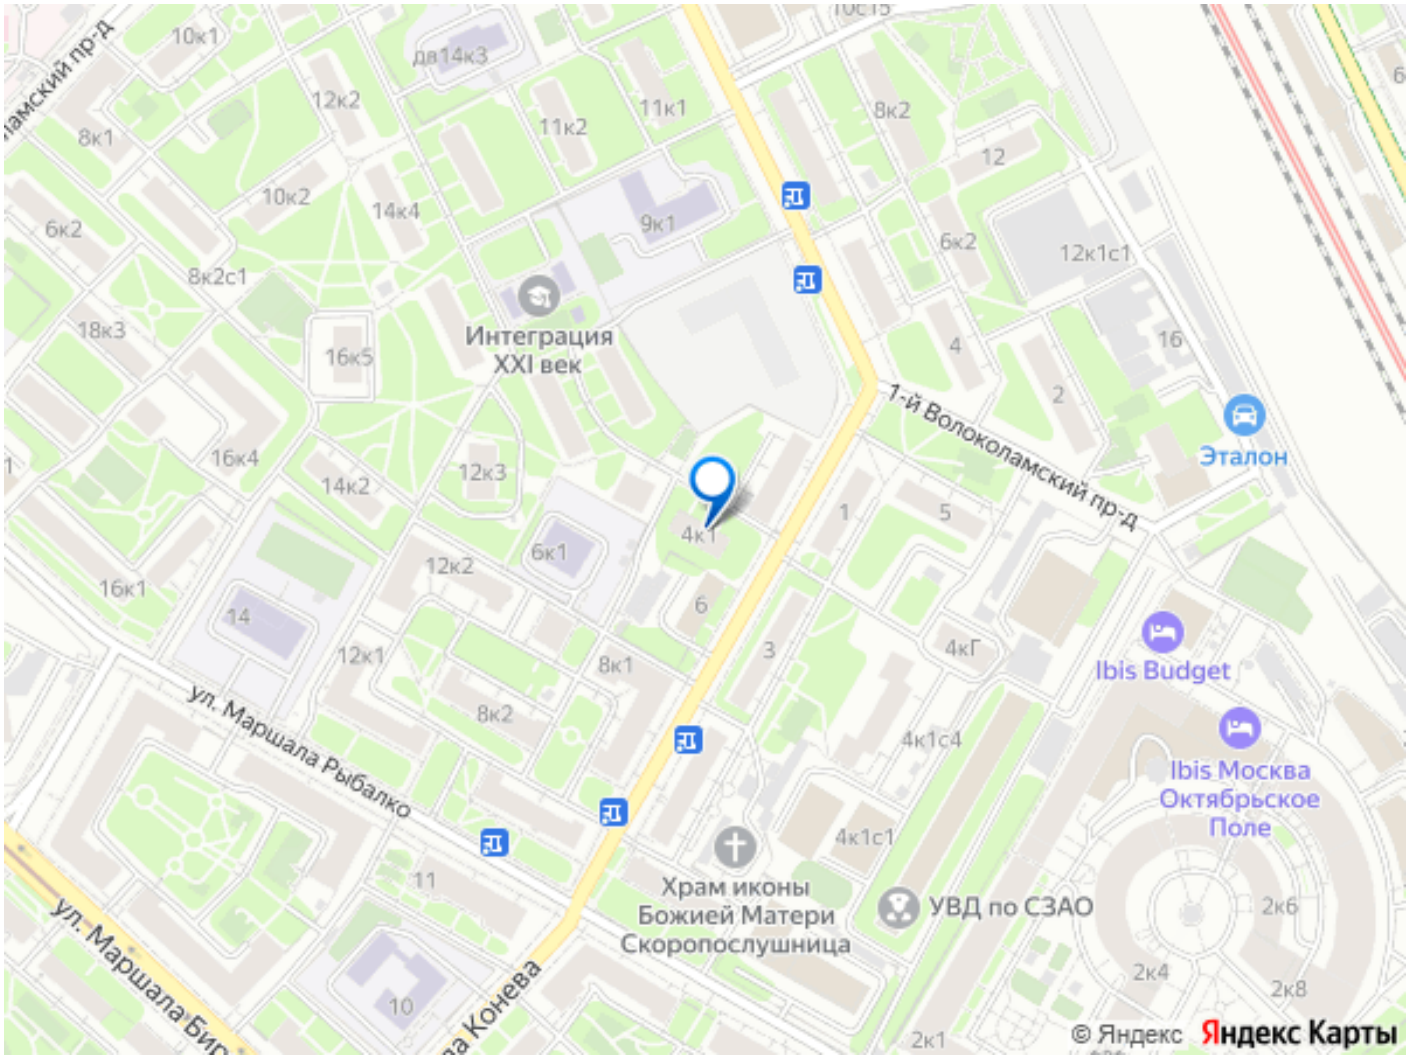 10с15
10к1
дв14к3
ламский пр-д
12к2
11к1
8к2
8к1
11к2
12
10к2
14к4
9к1
6к2
6к2
12к1с1
8к2с1
Интеграция
XXI век
18к3
16к5
4
16
2
1-й Волоколамский пр-д
Эталон
16к4
14к2
12к3
4к1
1
5
6к1
12к2
16к1
6
14
12к1
8к1
3
4кГ
Ibis Budget
ул. Маршала Рыбалко
8к2
4к1с4
Ibis Москва
Октябрьское
Поле
4к1с1
11
Храм иконы
Божией Матери
Скоропослушница
УВД по СЗАО
2к6
ул. Маршала Бир
10
ва Конева
2к4
2к8
2к1
© Яндекс Яндекс Карты